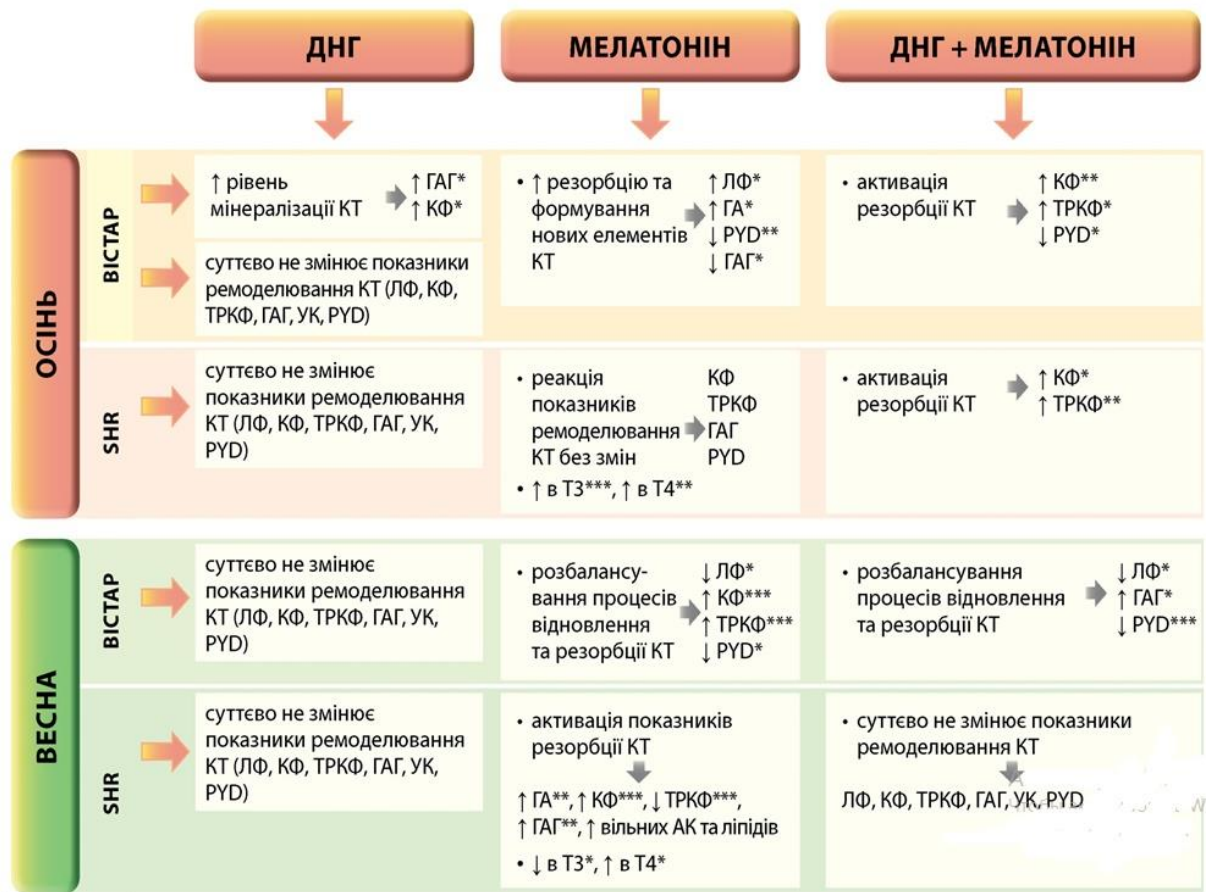 ДНГ
МЕЛАТОНІН
ДНГ + МЕЛАТОНІН
ОСІНЬ
ВІСТАР
↑ рівень
мінералізації КТ
↑ ГАГ*
↑ КФ*
суттєво не змінює показники
ремоделювання КТ (ЛФ, КФ,
ТРКФ, ГАГ, УК, PYD)
• ↑ резорбцію та
формування
нових елементів
КТ
↑ ЛФ*
↑ ГА*
↓ PYD**
↓ ГАГ*
• активація
резорбції КТ
↑ КФ**
↑ ТРКФ*
↓ PYD*
SHR
суттєво не змінює
показники ремоделювання
КТ (ЛФ, КФ, ТРКФ, ГАГ, УК,
PYD)
• реакція
показників
ремоделювання
КТ без змін
КФ
ТРКФ
ГАГ
PYD
• ↑ в Т3***, ↑ в Т4**
• активація
резорбції КТ
↑ КФ*
↑ ТРКФ**
ВЕСНА
ВІСТАР
суттєво не змінює
показники ремоделювання
КТ (ЛФ, КФ, ТРКФ, ГАГ, УК,
PYD)
• розбалансу-
вання процесів
відновлення
та резорбції КТ
↓ ЛФ*
↑ КФ***
↑ ТРКФ***
↓ PYD*
• розбалансування
процесів відновлення
та резорбції КТ
↓ ЛФ*
↑ ГАГ*
↓ PYD***
SHR
суттєво не змінює
показники ремоделювання
КТ (ЛФ, КФ, ТРКФ, ГАГ, УК,
PYD)
• активація показників
резорбції КТ
↑ ГА**, ↑ КФ***, ↓ ТРКФ***,
↑ ГАГ**, ↑ вільних АК та ліпідів
• ↓ в Т3*, ↑ в Т4*
• суттєво не змінює показники
ремоделювання КТ
ЛФ, КФ, ТРКФ, ГАГ, УК, PYD